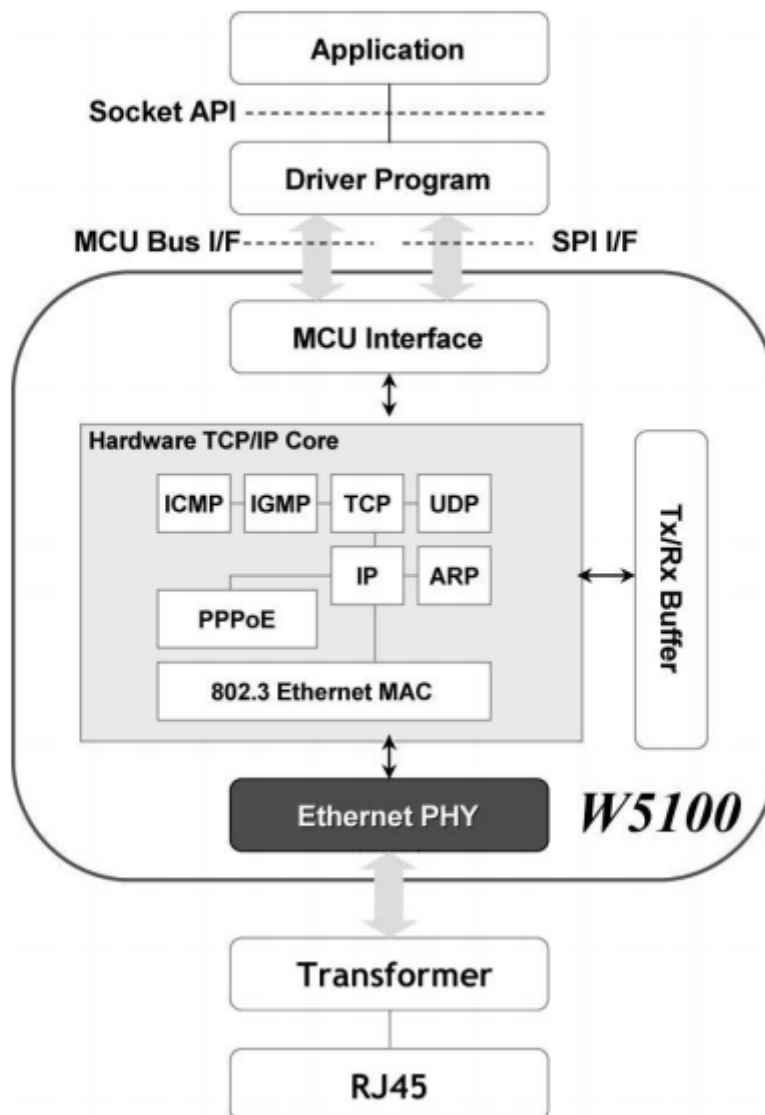 Application
Socket API
Driver Program
MCU Bus I/F
SPI I/F
MCU Interface
Hardware TCP/IP Core
ICMP
IGMP
TCP
UDP
IP
ARP
PPPoE
802.3 Ethernet MAC
Tx/Rx Buffer
Ethernet PHY
W5100
Transformer
RJ45